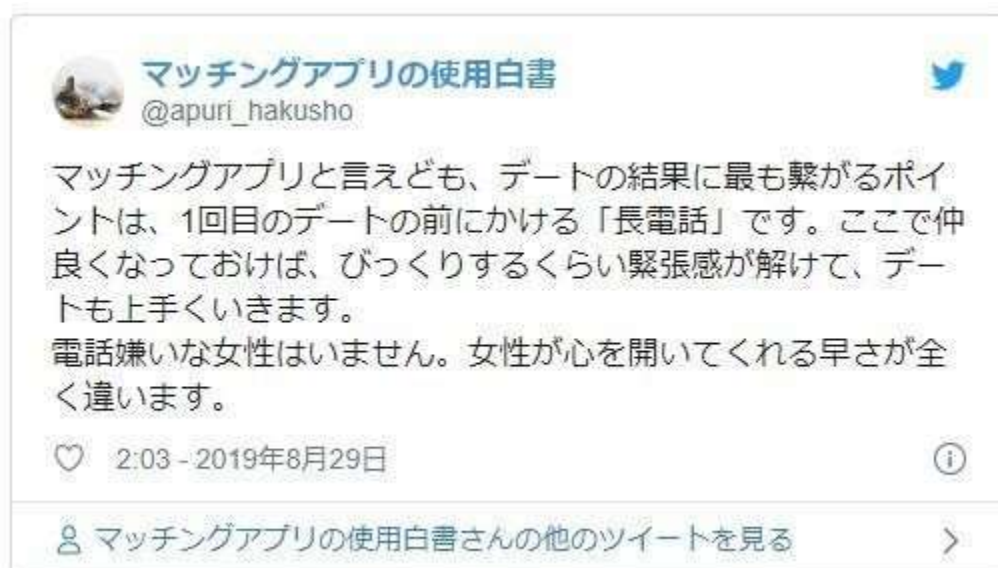 マッチングアプリの使用白書
@apuri_hakusho
マッチングアプリと言えども、デートの結果に最も繋がるポイ
ントは、1回目のデートの前にかける「長電話」です。ここで仲
良くなっておけば、びっくりするくらい緊張感が解けて、デー
トも上手くいきます。
電話嫌いな女性はいません。女性が心を開いてくれる早さが全
く違います。
2:03 - 2019年8月29日
マッチングアプリの使用白書さんの他のツイートを見る